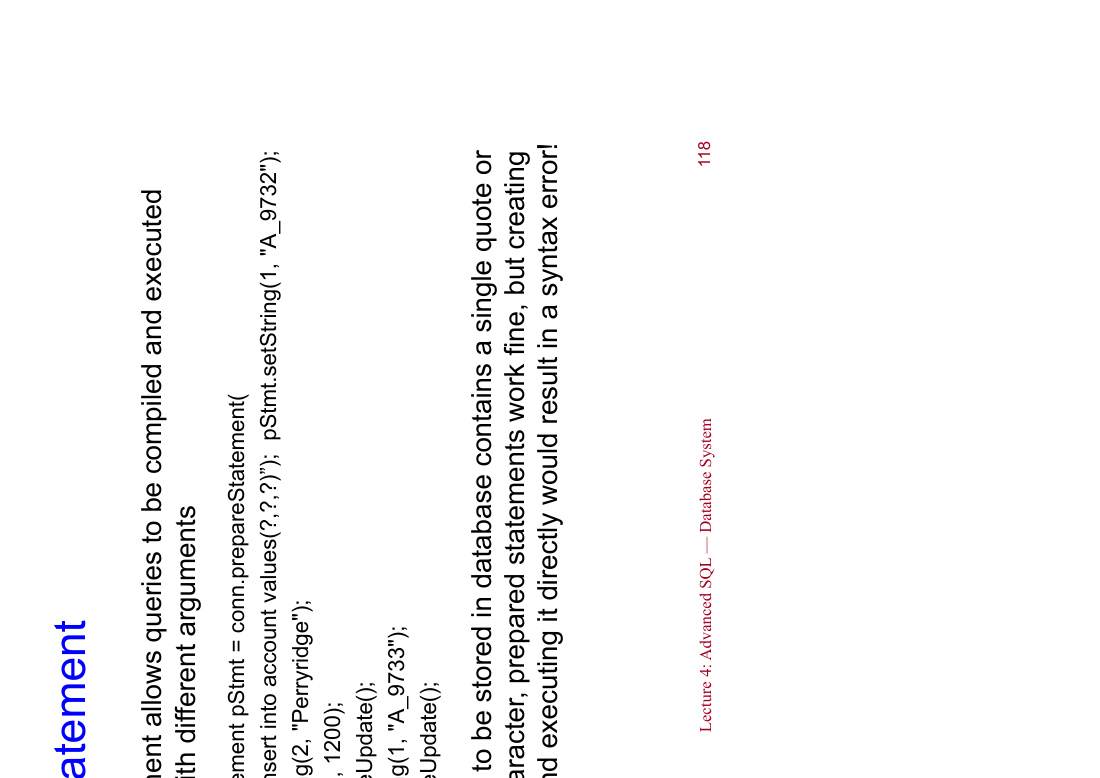 atement
nent allows queries to be compiled and executed
ith different arguments
ement pStmt = conn.prepareStatement(
nsert into account values(?,?,?)”); pStmt.setString(1, "A_9732");
g(2, "Perryridge");
, 1200);
eUpdate();
g(1, "A_9733");
eUpdate();
to be stored in database contains a single quote or
aracter, prepared statements work fine, but creating
nd executing it directly would result in a syntax error!
Lecture 4: Advanced SQL — Database System 118